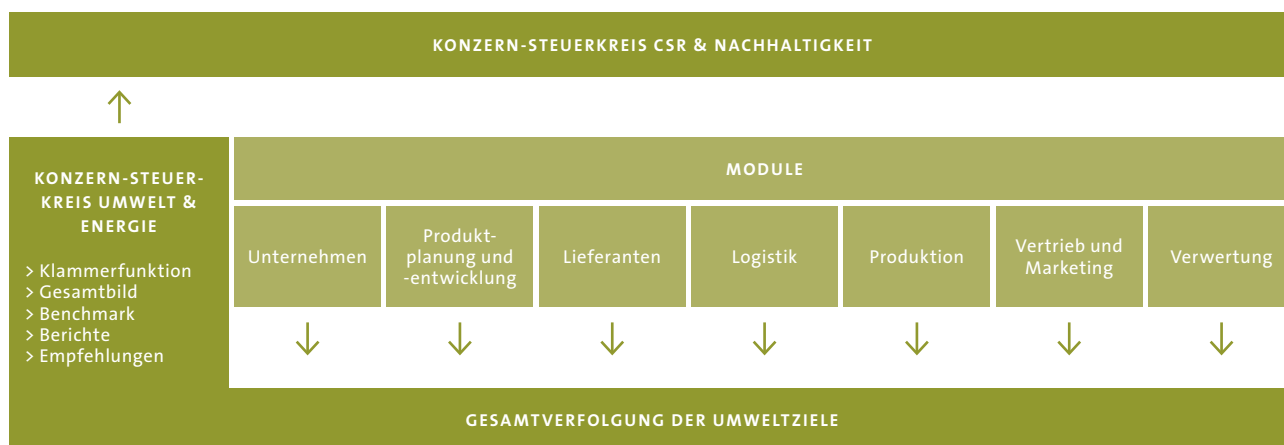 KONZERN-STEUERKREIS CSR & NACHHALTIGKEIT
KONZERN-STEUER-
KREIS UMWELT &
ENERGIE
> Klammerfunktion
> Gesamtbild
> Benchmark
> Berichte
> Empfehlungen
MODULE
Unternehmen
Produkt-
planung und
-entwicklung
Lieferanten
Logistik
Produktion
Vertrieb und
Marketing
Verwertung
GESAMTVERFOLGUNG DER UMWELTZIELE